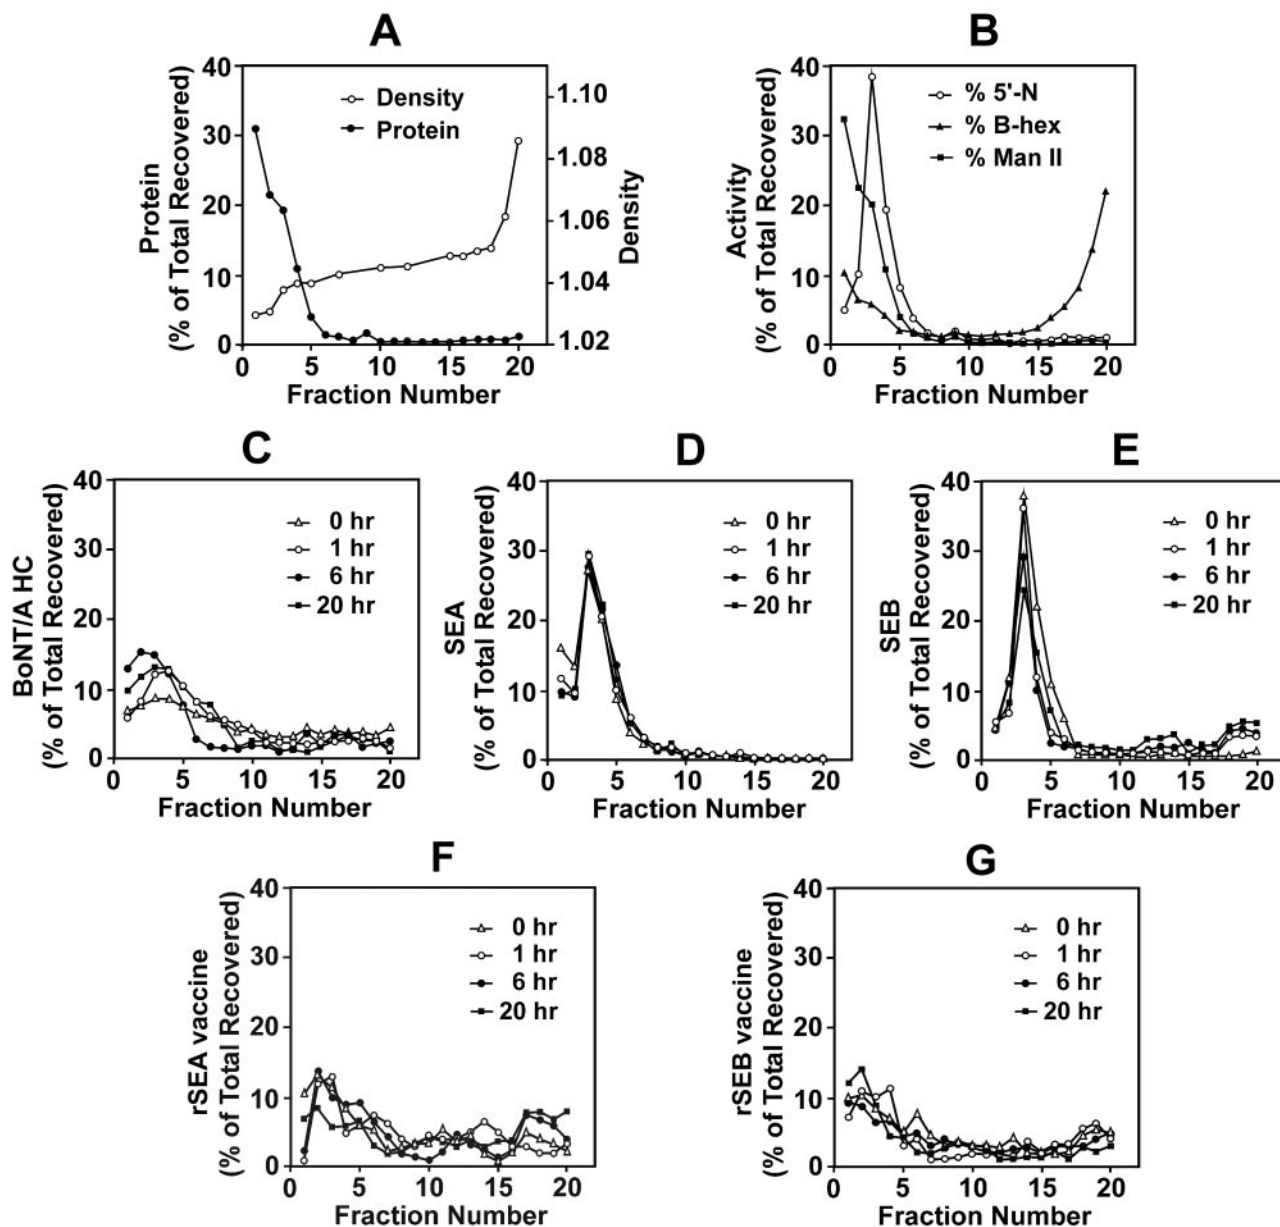 A
Protein
(% of Total Recovered)
40
30
20
10
0
Density
Protein
1.10
1.08
1.06
1.04
1.02
Density
0 5 10 15 20
Fraction Number
B
Activity
(% of Total Recovered)
40
30
20
10
0
% 5'-N
% B-hex
% Man II
0 5 10 15 20
Fraction Number
C
BoNT/A HC
(% of Total Recovered)
40
30
20
10
0
0 hr
1 hr
6 hr
20 hr
0 5 10 15 20
Fraction Number
D
SEA
(% of Total Recovered)
40
30
20
10
0
0 hr
1 hr
6 hr
20 hr
0 5 10 15 20
Fraction Number
E
SEB
(% of Total Recovered)
40
30
20
10
0
0 hr
1 hr
6 hr
20 hr
0 5 10 15 20
Fraction Number
F
rSEA vaccine
(% of Total Recovered)
40
30
20
10
0
0 hr
1 hr
6 hr
20 hr
0 5 10 15 20
Fraction Number
G
rSEB vaccine
(% of Total Recovered)
40
30
20
10
0
0 hr
1 hr
6 hr
20 hr
0 5 10 15 20
Fraction Number